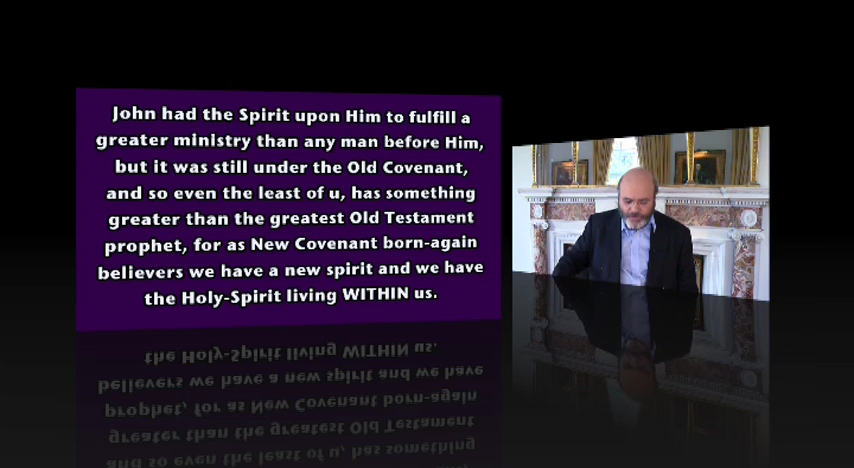 John had the Spirit upon Him to fulfill a
greater ministry than any man before Him,
but it was still under the Old Covenant,
and so even the least of u, has something
greater than the greatest Old Testament
prophet, for as New Covenant born-again
believers we have a new spirit and we have
the Holy-Spirit living WITHIN us.